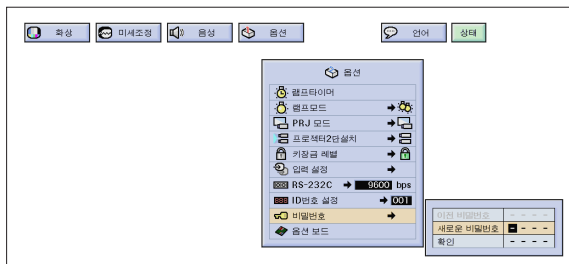 화상 미세조정 음성 옵션 언어 상태
옵션
램프타이머
램프모드
PRJ 모드
프로젝터2단설치
키잠금 레벨
입력 설정
RS-232C 9600 bps
ID번호 설정 001
비밀번호
옵션 보드
이전 비밀번호 - - - -
새로운 비밀번호 - - - -
확인 - - - -